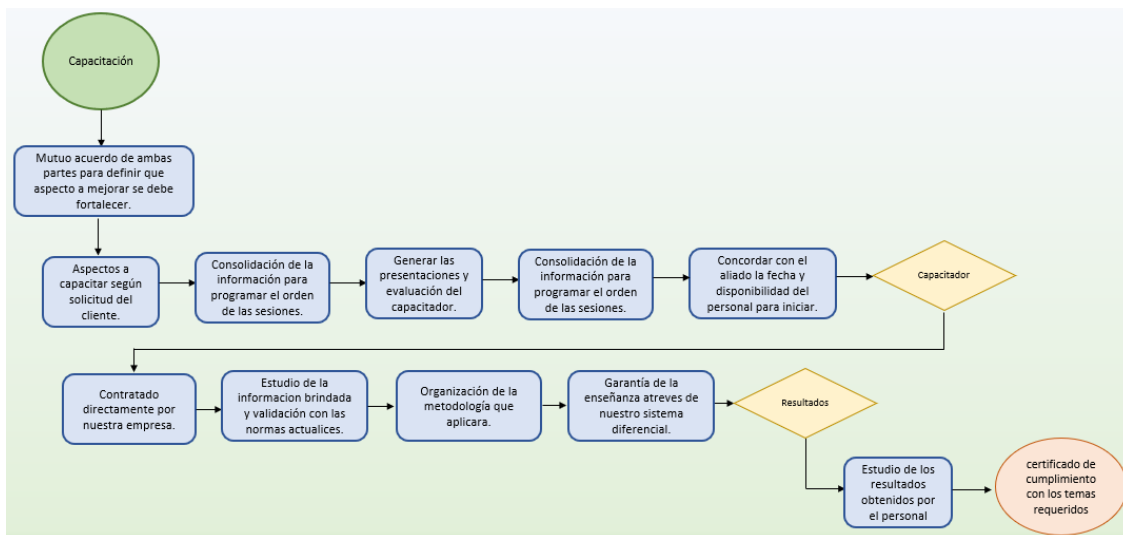 Capacitación
Mutuo acuerdo de ambas
partes para definir que
aspecto a mejorar se debe
fortalecer.
Aspectos a
capacitar según
solicitud del
cliente.
Consolidación de la
información para
programar el orden
de las sesiones.
Generar las
presentaciones y
evaluación del
capacitador.
Consolidación de la
información para
programar el orden
de las sesiones.
Concordar con el
aliado la fecha y
disponibilidad del
personal para iniciar.
Capacitador
Contratado
directamente por
nuestra empresa.
Estudio de la
informacion brindada
y validación con las
normas actualices.
Organización de la
metodología que
aplicara.
Garantía de la
enseñanza atreves de
nuestro sistema
diferencial.
Resultados
Estudio de los
resultados
obtenidos por
el personal
certificado de
cumplimiento
con los temas
requeridos